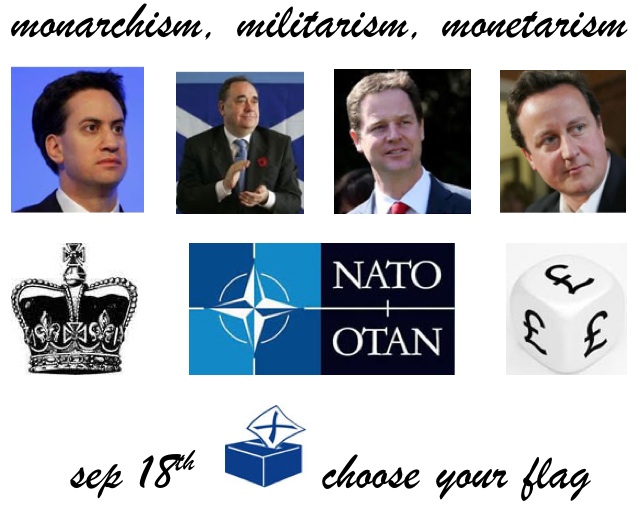 monarchism, militarism, monetarism
NATO
OTAN
£
£ £
sep 18th choose your flag